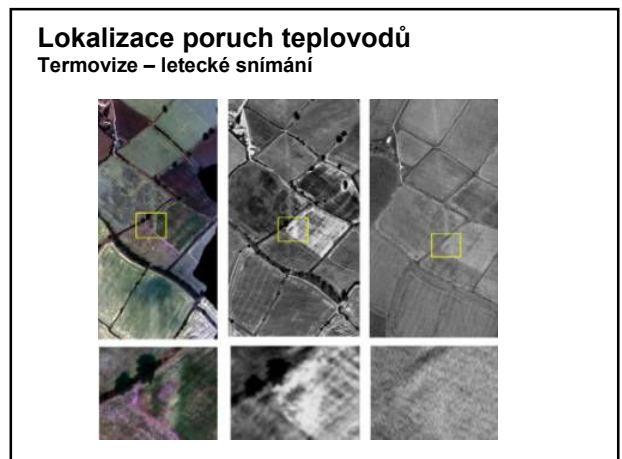 Lokalizace poruch teplovodů
Termovize – letecké snímání